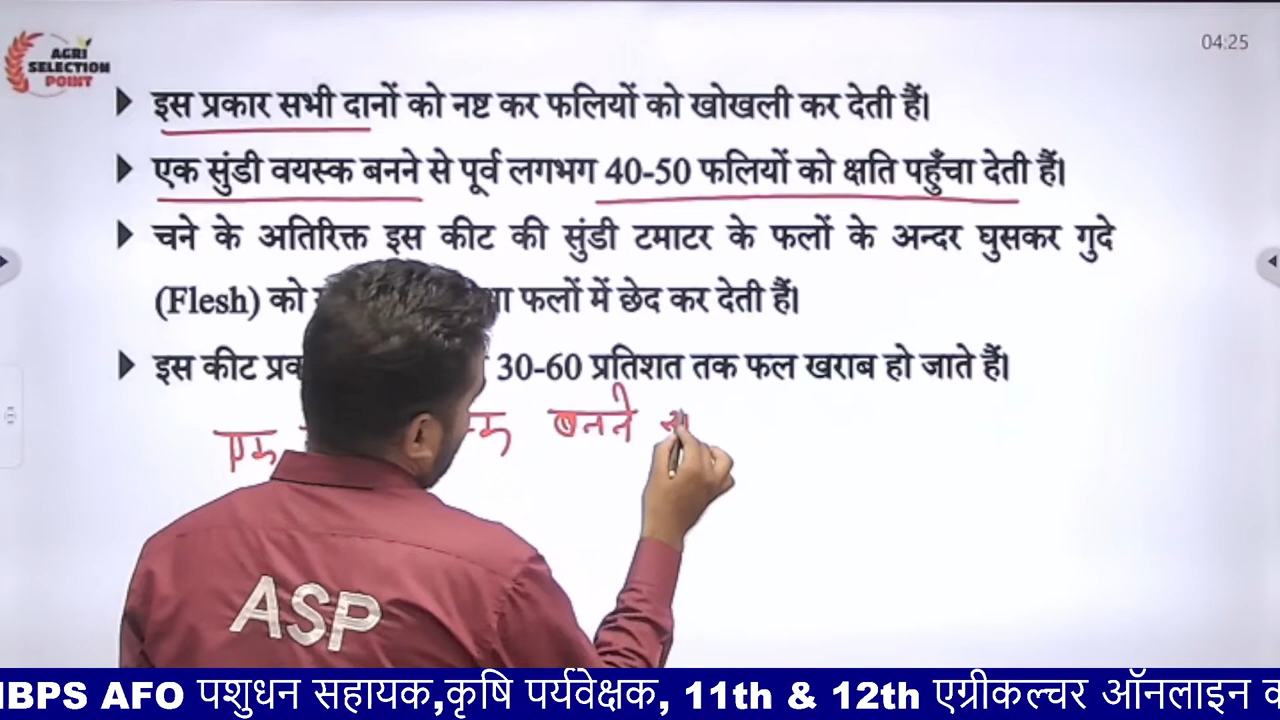 AGRI
SELECTION
POINT
04:25
इस प्रकार सभी दानों को नष्ट कर फलियों को खोखली कर देती हैं।
एक सुंडी वयस्क बनने से पूर्व लगभग 40-50 फलियों को क्षति पहुँचा देती हैं।
चने के अतिरिक्त इस कीट की सुंडी टमाटर के फलों के अन्दर घुसकर गुदे
(Flesh) को फलों में छेद कर देती हैं।
इस कीट 30-60 प्रतिशत तक फल खराब हो जाते हैं।
एक बनने
ASP
IBPS AFO पशुधन सहायक,कृषि पर्यवेक्षक, 11th & 12th एग्रीकल्चर ऑनलाइन